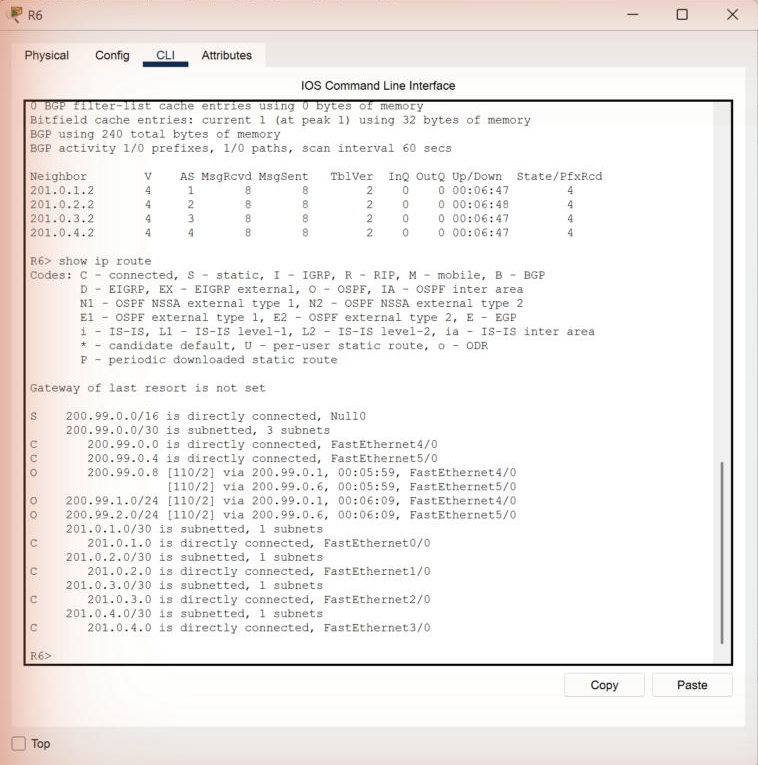 R6
Physical Config CLI Attributes
IOS Command Line Interface
0 BGP filter-list cache entries using 0 bytes of memory
Bitfield cache entries: current 1 (at peak 1) using 32 bytes of memory
BGP using 240 total bytes of memory
BGP activity 1/0 prefixes, 1/0 paths, scan interval 60 secs
Neighbor V AS MsgRcvd MsgSent TblVer InQ OutQ Up/Down State/PfxRcd
201.0.1.2 4 1 8 8 2 0 0 00:06:47 4
201.0.2.2 4 2 8 8 2 0 0 00:06:48 4
201.0.3.2 4 3 8 8 2 0 0 00:06:47 4
201.0.4.2 4 4 8 8 2 0 0 00:06:47 4
R6> show ip route
Codes: C - connected, S - static, I - IGRP, R - RIP, M - mobile, B - BGP
D - EIGRP, EX - EIGRP external, O - OSPF, IA - OSPF inter area
N1 - OSPF NSSA external type 1, N2 - OSPF NSSA external type 2
E1 - OSPF external type 1, E2 - OSPF external type 2, E - EGP
i - IS-IS, L1 - IS-IS level-1, L2 - IS-IS level-2, ia - IS-IS inter area
* - candidate default, U - per-user static route, o - ODR
P - periodic downloaded static route
Gateway of last resort is not set
S 200.99.0.0/16 is directly connected, Null0
200.99.0.0/30 is subnetted, 3 subnets
C 200.99.0.0 is directly connected, FastEthernet4/0
C 200.99.0.4 is directly connected, FastEthernet5/0
O 200.99.0.8 [110/2] via 200.99.0.1, 00:05:59, FastEthernet4/0
[110/2] via 200.99.0.6, 00:05:59, FastEthernet5/0
O 200.99.1.0/24 [110/2] via 200.99.0.1, 00:06:09, FastEthernet4/0
O 200.99.2.0/24 [110/2] via 200.99.0.6, 00:06:09, FastEthernet5/0
201.0.1.0/30 is subnetted, 1 subnets
C 201.0.1.0 is directly connected, FastEthernet0/0
201.0.2.0/30 is subnetted, 1 subnets
C 201.0.2.0 is directly connected, FastEthernet1/0
201.0.3.0/30 is subnetted, 1 subnets
C 201.0.3.0 is directly connected, FastEthernet2/0
201.0.4.0/30 is subnetted, 1 subnets
C 201.0.4.0 is directly connected, FastEthernet3/0
R6>
Copy Paste
Top